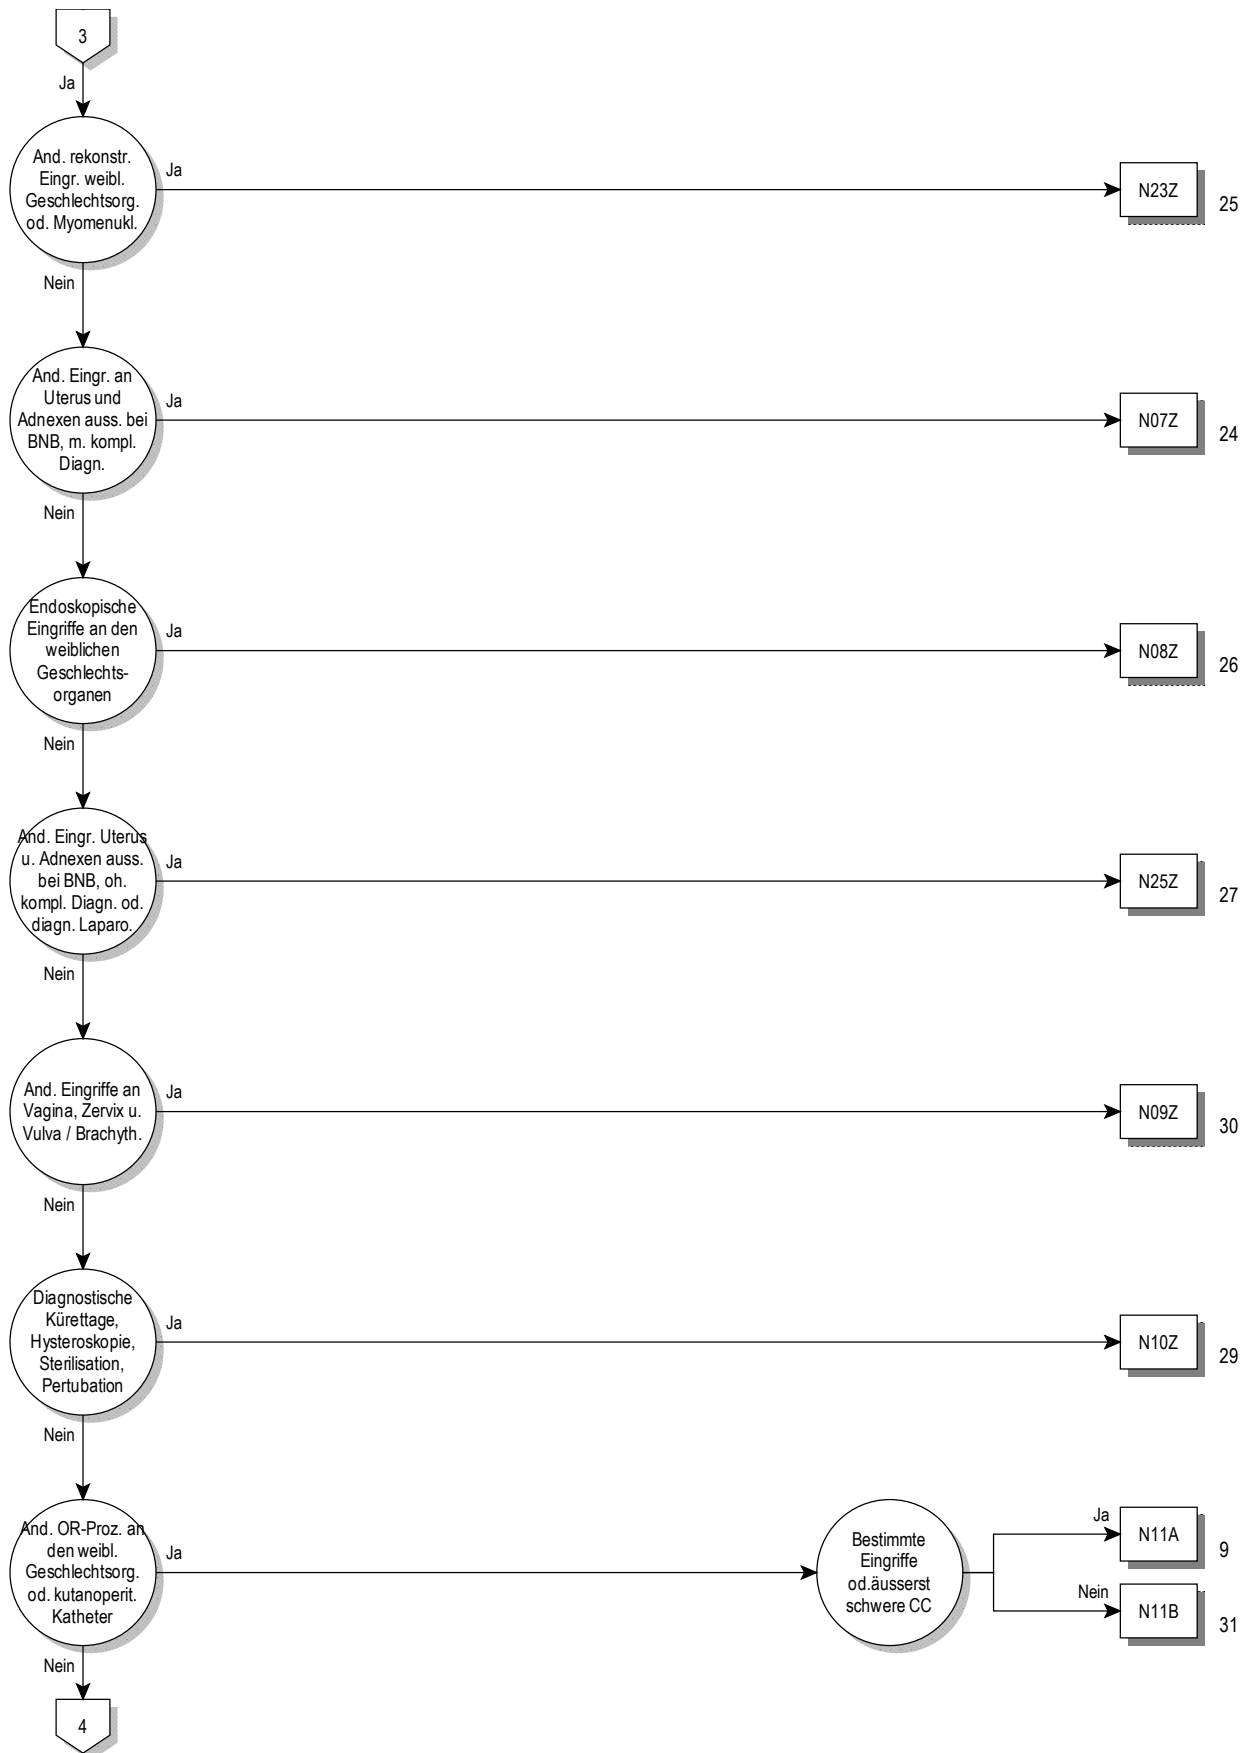 3
Ja
And. rekonstr.
Eingr. weibl.
Geschlechtsorg.
od. Myomenukl.
Ja
N23Z
25
Nein
And. Eingr. an
Uterus und
Adnexen auss. bei
BNB, m. kompl.
Diagn.
Ja
N07Z
24
Nein
Endoskopische
Eingriffe an den
weiblichen
Geschlechts-
organen
Ja
N08Z
26
Nein
And. Eingr. Uterus
u. Adnexen auss.
bei BNB, oh.
kompl. Diagn. od.
diagn. Laparo.
Ja
N25Z
27
Nein
And. Eingriffe an
Vagina, Zervix u.
Vulva / Brachyth.
Ja
N09Z
30
Nein
Diagnostische
Kürettage,
Hysteroskopie,
Sterilisation,
Pertubation
Ja
N10Z
29
Nein
And. OR-Proz. an
den weibl.
Geschlechtsorg.
od. kutanoperit.
Katheter
Ja
Bestimmte
Eingriffe
od.äusserst
schwere CC
Ja
N11A
9
Nein
N11B
31
Nein
4